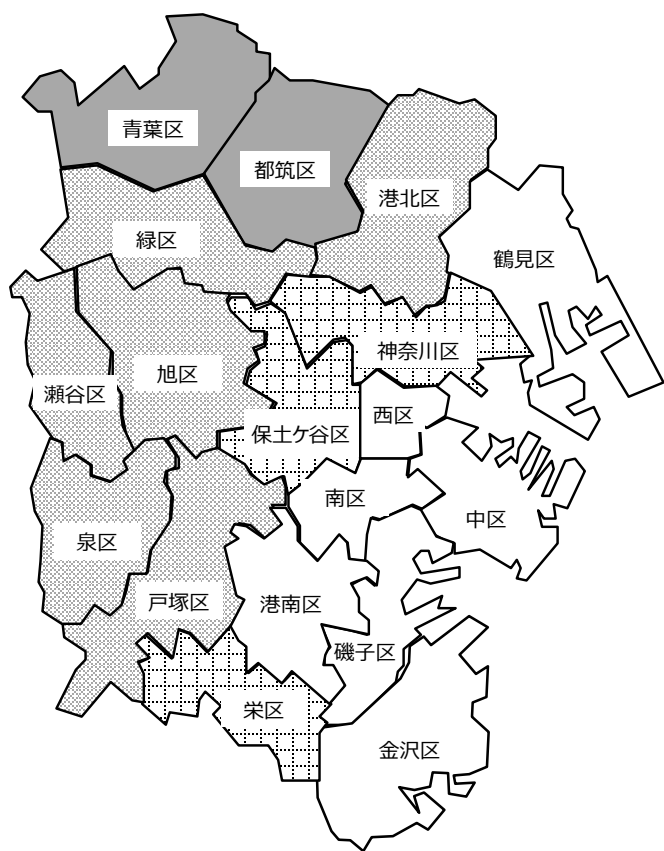 青葉区
都筑区
港北区
緑区
鶴見区
神奈川区
旭区
瀬谷区
西区
保土ケ谷区
南区
中区
泉区
戸塚区
港南区
磯子区
栄区
金沢区